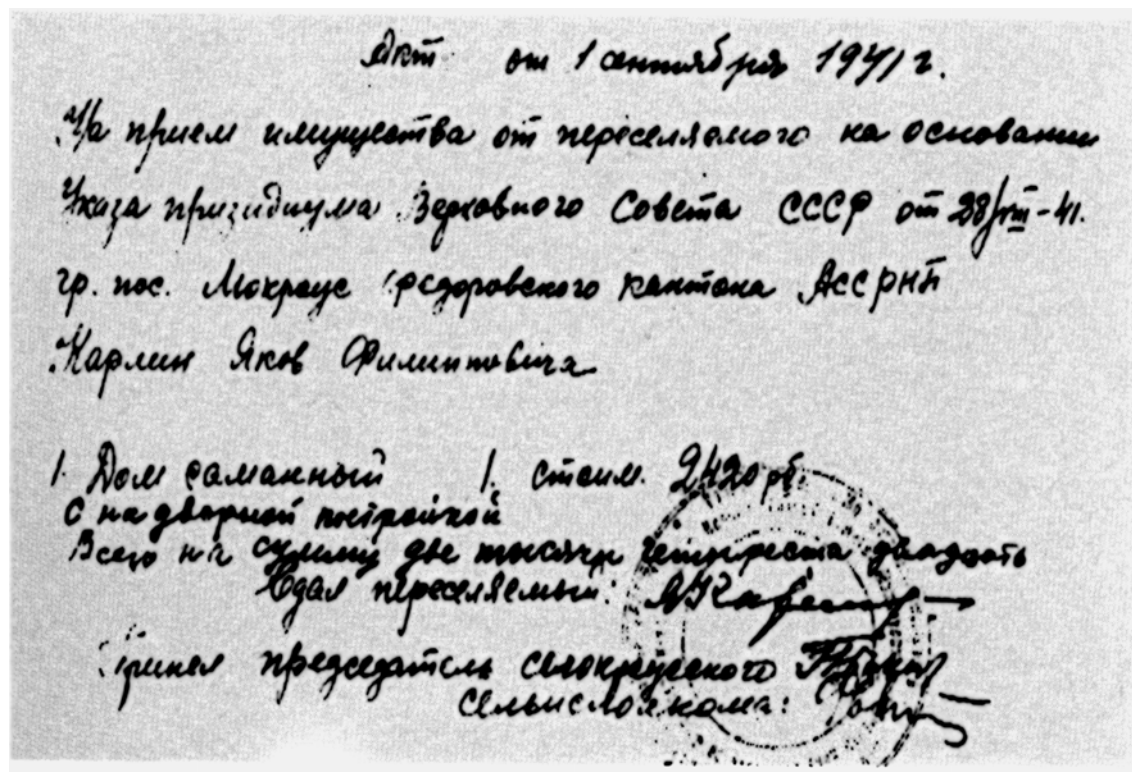 Акт от 1 сентября 1941 г.
На прием имущества от переселяемого на основании
Указа призидиума Верховного Совета СССР от 28/VIII-41.
гр. пос. Мокроус Федоровского кантона АССРНП
Карлин Яков Филиппович
1. Дом саманный 1. стоим. 2420 рб.
С надворной постройкой
Всего на сумму две тысячи четыреста двадцать
Сдал переселяемый:
Принял председатель
сельисполкома: